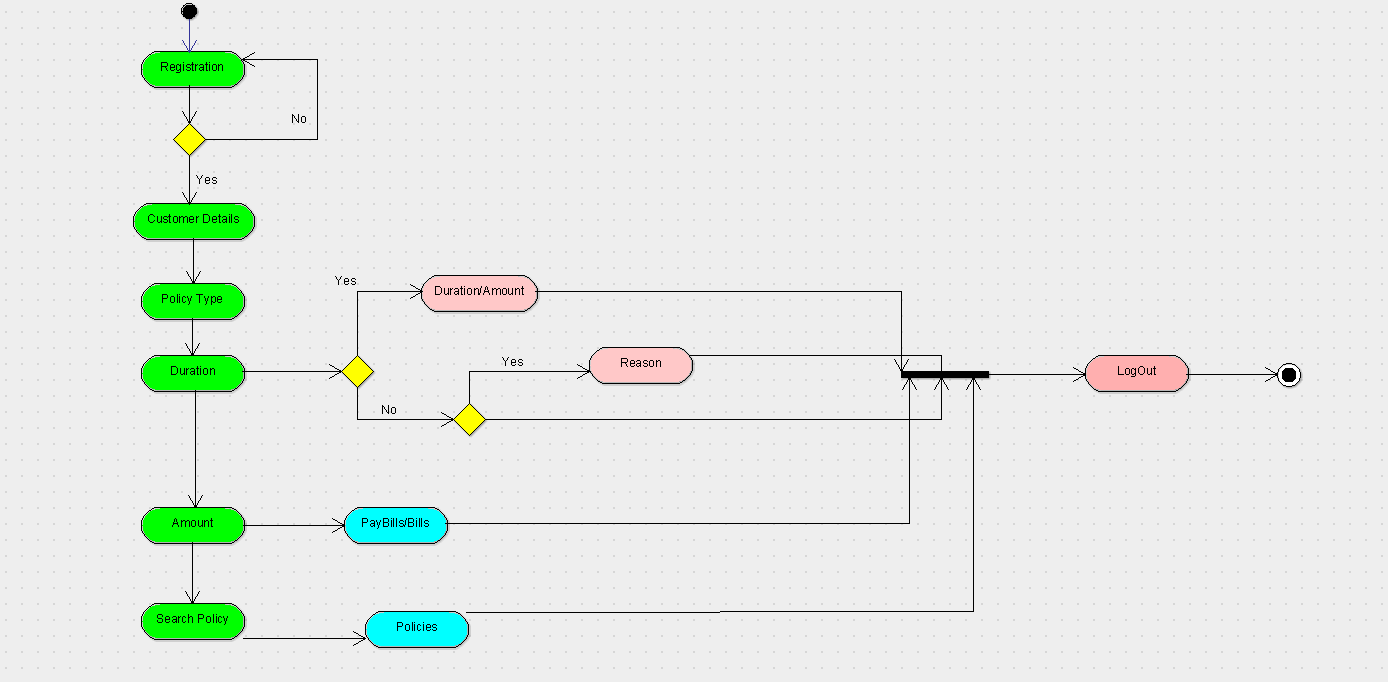 Registration
No
Yes
Customer Details
Yes
Duration/Amount
Policy Type
Yes
Reason
Duration
LogOut
No
Amount
PayBills/Bills
Search Policy
Policies